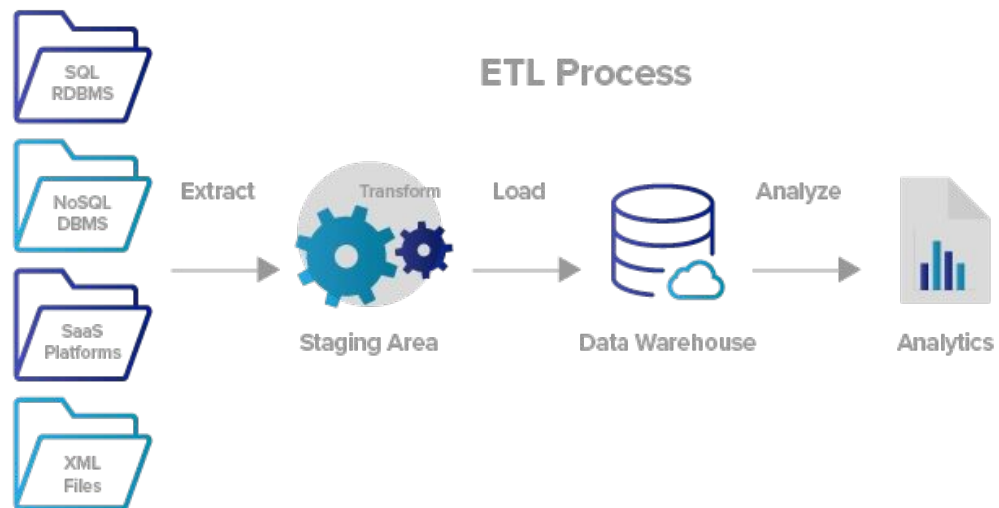 ETL Process
SQL
RDBMS
NoSQL
DBMS
SaaS
Platforms
XML
Files
Extract
Transform
Staging Area
Load
Data Warehouse
Analyze
Analytics